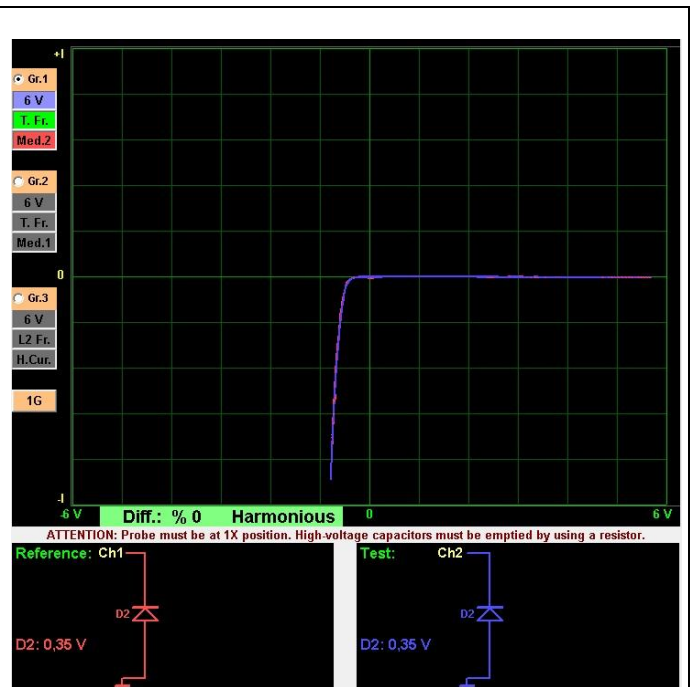 +I
Gr.1
6 V
T. Fr.
Med.2
Gr.2
6 V
T. Fr.
Med.1
0
Gr.3
6 V
L2 Fr.
H.Cur.
1G
-I
-6 V
Diff.: % 0 Harmonious
0
6 V
ATTENTION: Probe must be at 1X position. High-voltage capacitors must be emptied by using a resistor.
Reference: Ch1
D2
D2: 0,35 V
Test: Ch2
D2
D2: 0,35 V